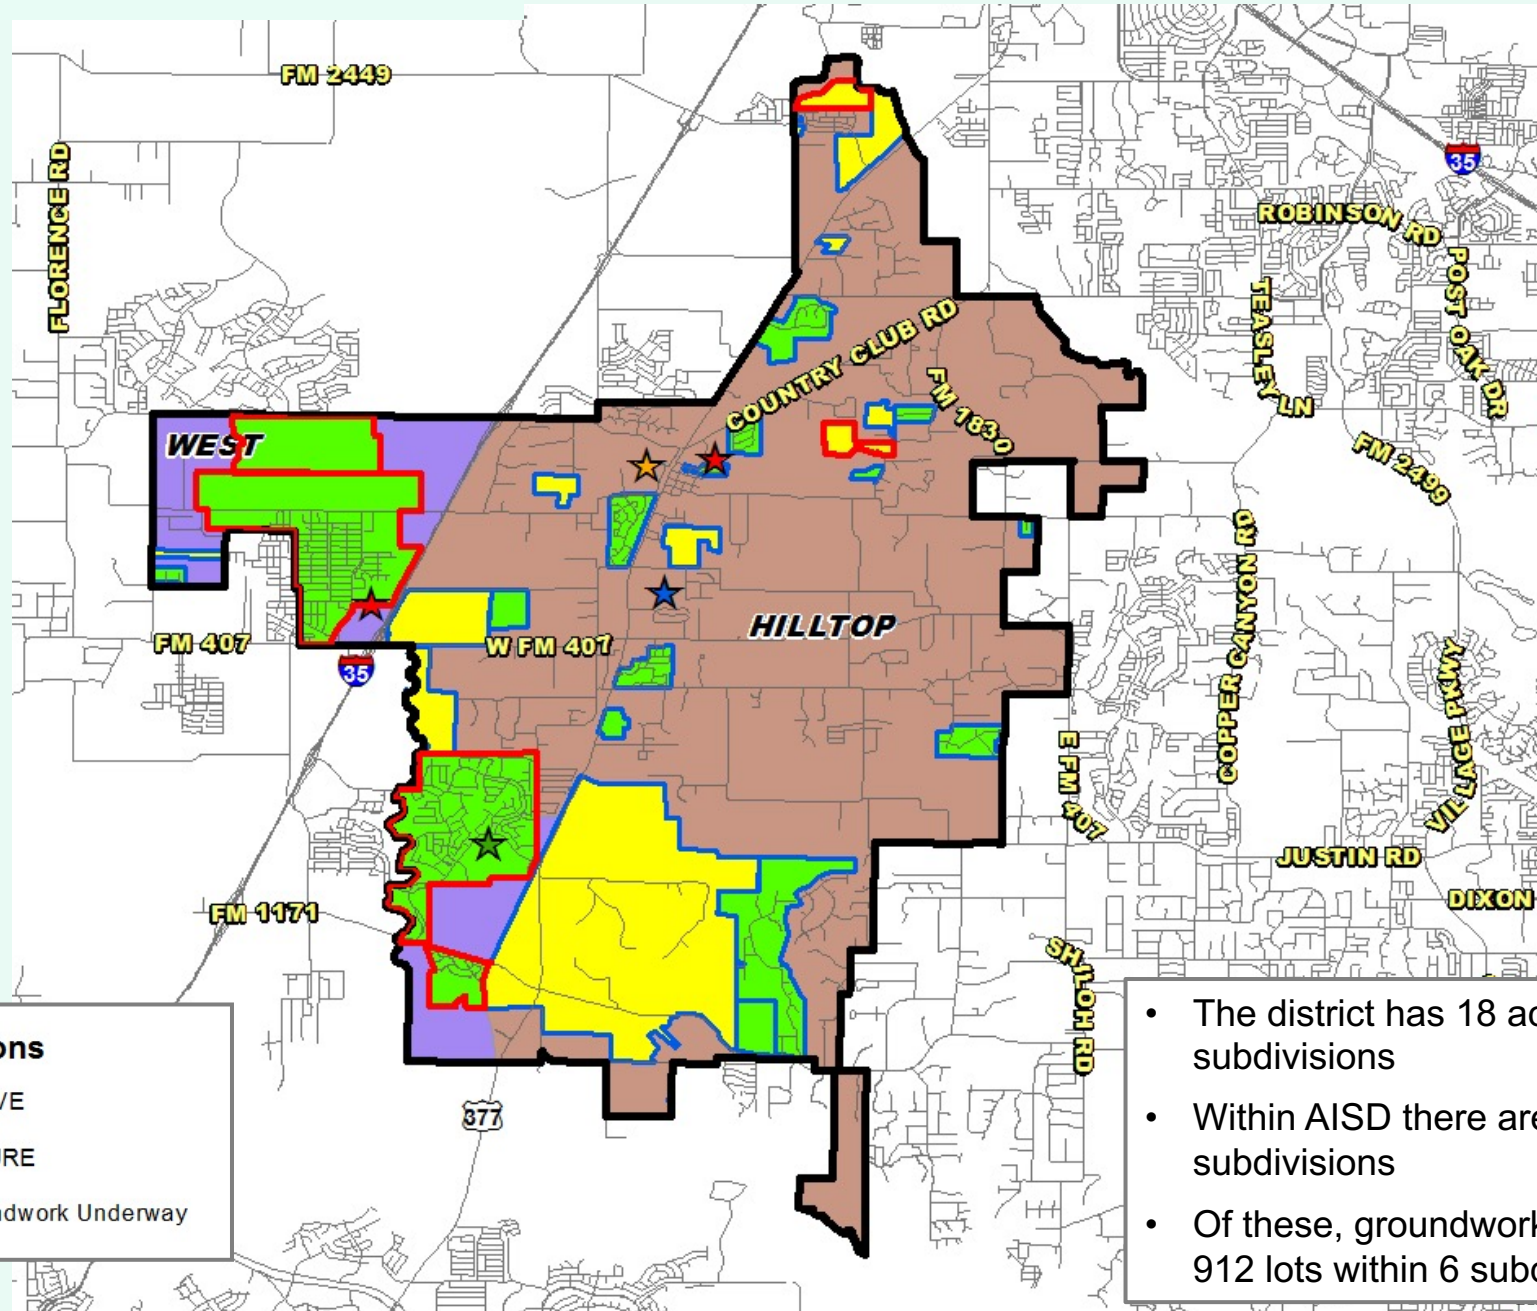 FM 2449
35
FLORENCE RD
ROBINSON RD
POST OAK DR
TEASLEY LN
COUNTRY CLUB RD
FM 1830
WEST
FM 2499
COPPER CANYON RD
HILLTOP
FM 407
W FM 407
35
VILLAGE PKWY
E FM 407
JUSTIN RD
DIXON
FM 1171
SHILOH RD
377
ons
VE
URE
ndwork Underway
• The district has 18 ac
subdivisions
• Within AISD there are
subdivisions
• Of these, groundwork
912 lots within 6 subd